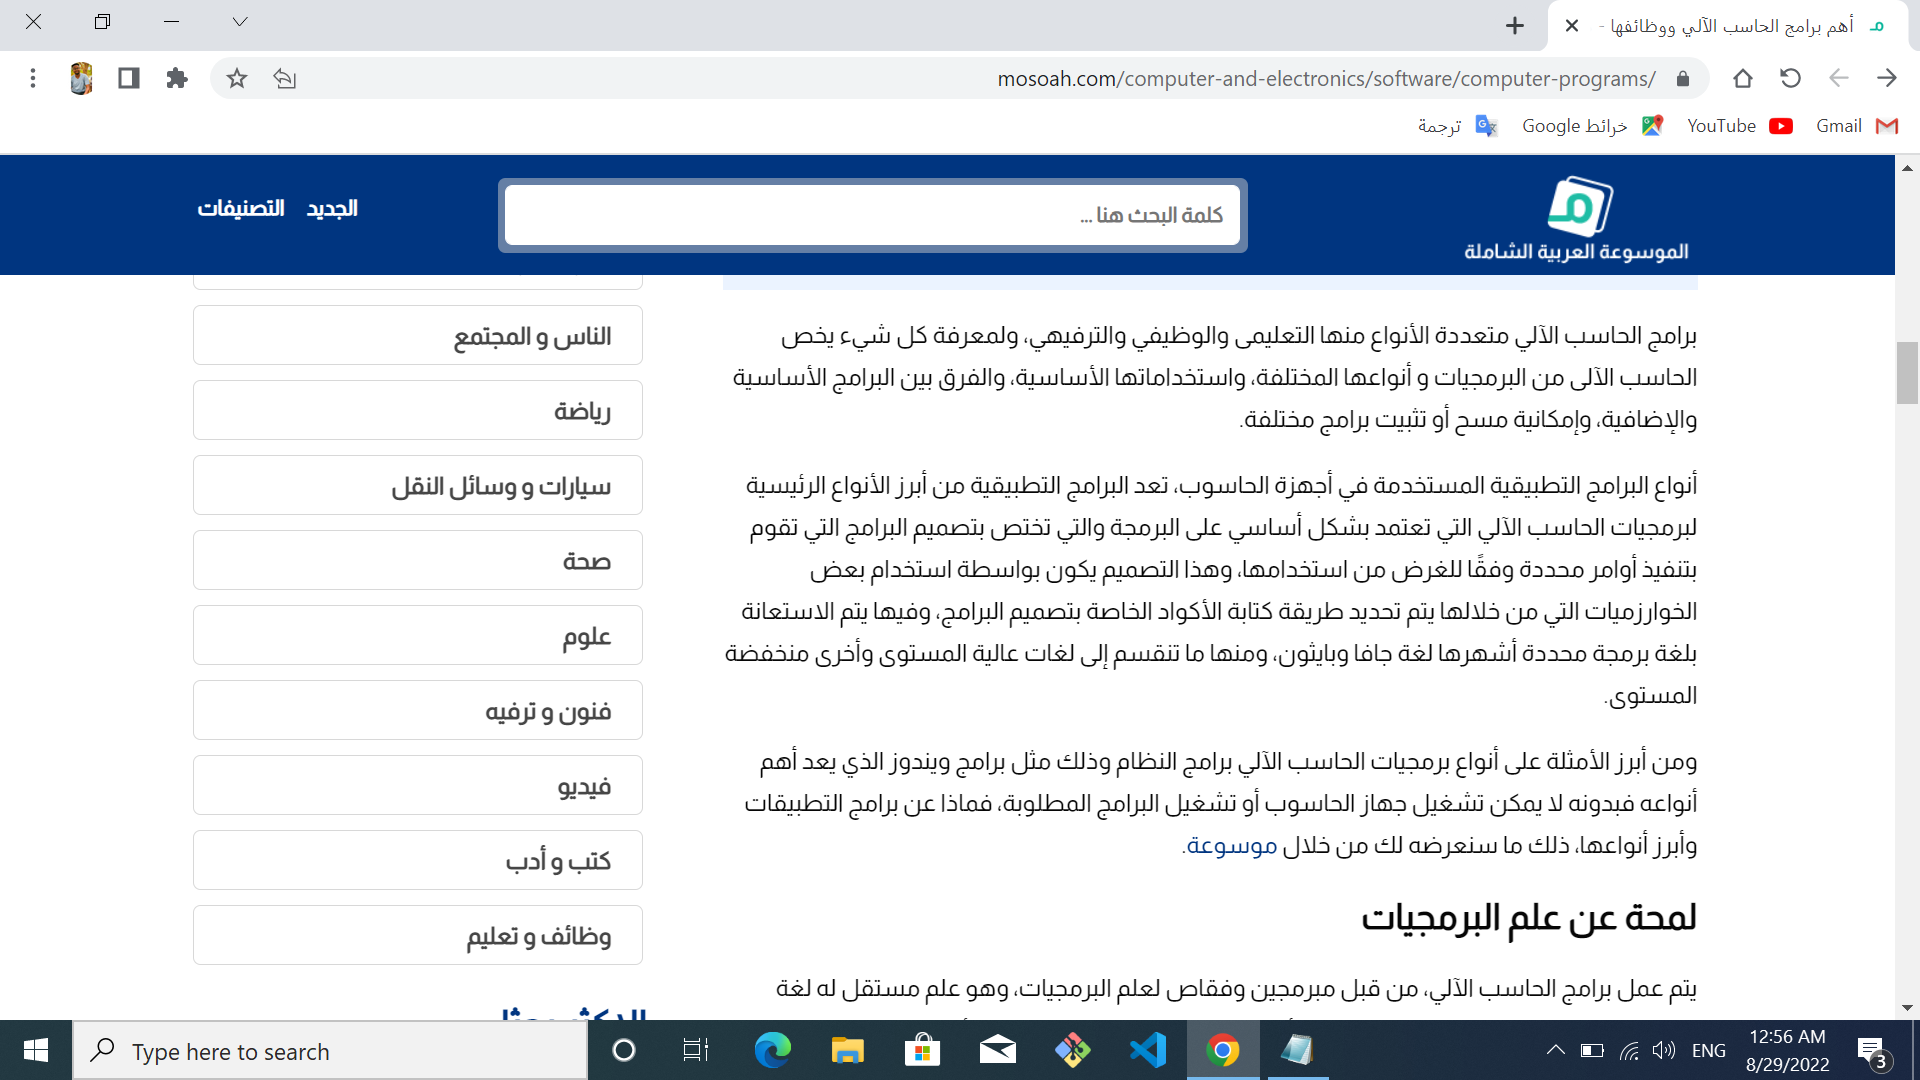 أهم برامج الحاسب الآلي ووظائفها -
mosoah.com/computer-and-electronics/software/computer-programs/
Gmail
YouTube
خرائط Google
ترجمة
الموسوعة العربية الشاملة
كلمة البحث هنا ...
الجديد
التصنيفات
برامج الحاسب الآلي متعددة الأنواع منها التعليمى والوظيفي والترفيهي، ولمعرفة كل شيء يخص
الحاسب الآلى من البرمجيات و أنواعها المختلفة، واستخداماتها الأساسية، والفرق بين البرامج الأساسية
والإضافية، وإمكانية مسح أو تثبيت برامج مختلفة.
أنواع البرامج التطبيقية المستخدمة في أجهزة الحاسوب، تعد البرامج التطبيقية من أبرز الأنواع الرئيسية
لبرمجيات الحاسب الآلي التي تعتمد بشكل أساسي على البرمجة والتي تختص بتصميم البرامج التي تقوم
بتنفيذ أوامر محددة وفقًا للغرض من استخدامها، وهذا التصميم يكون بواسطة استخدام بعض
الخوارزميات التي من خلالها يتم تحديد طريقة كتابة الأكواد الخاصة بتصميم البرامج، وفيها يتم الاستعانة
بلغة برمجة محددة أشهرها لغة جافا وبايثون، ومنها ما تنقسم إلى لغات عالية المستوى وأخرى منخفضة
المستوى.
ومن أبرز الأمثلة على أنواع برمجيات الحاسب الآلي برامج النظام وذلك مثل برامج ويندوز الذي يعد أهم
أنواعه فبدونه لا يمكن تشغيل جهاز الحاسوب أو تشغيل البرامج المطلوبة، فماذا عن برامج التطبيقات
وأبرز أنواعها، ذلك ما سنعرضه لك من خلال موسوعة.
لمحة عن علم البرمجيات
يتم عمل برامج الحاسب الآلي، من قبل مبرمجين وفقاص لعلم البرمجيات، وهو علم مستقل له لغة
الناس و المجتمع
رياضة
سيارات و وسائل النقل
صحة
علوم
فنون و ترفيه
فيديو
كتب و أدب
وظائف و تعليم
Type here to search
ENG
12:56 AM
8/29/2022
3